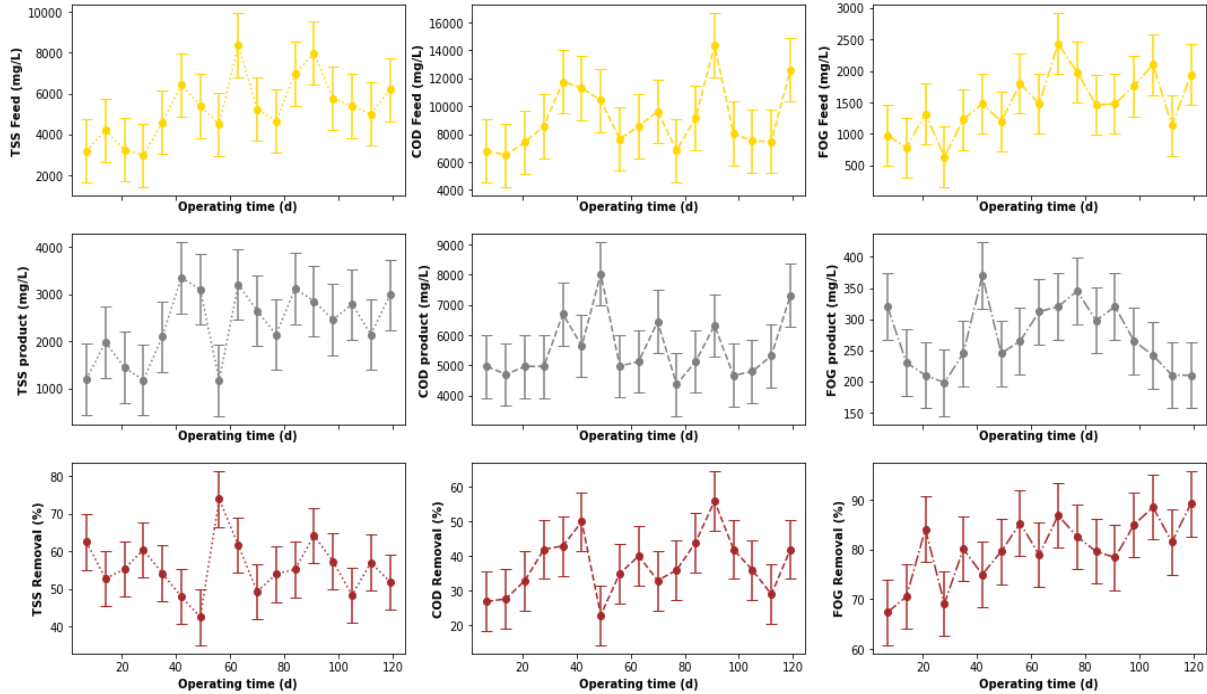 TSS Feed (mg/L)
10000
8000
6000
4000
2000
Operating time (d)
COD Feed (mg/L)
16000
14000
12000
10000
8000
6000
4000
Operating time (d)
FOG Feed (mg/L)
3000
2500
2000
1500
1000
500
Operating time (d)
TSS product (mg/L)
4000
3000
2000
1000
Operating time (d)
COD product (mg/L)
9000
8000
7000
6000
5000
4000
Operating time (d)
FOG product (mg/L)
400
350
300
250
200
150
Operating time (d)
TSS Removal (%)
80
70
60
50
40
20 40 60 80 100 120
Operating time (d)
COD Removal (%)
60
50
40
30
20
20 40 60 80 100 120
Operating time (d)
FOG Removal (%)
90
80
70
60
20 40 60 80 100 120
Operating time (d)